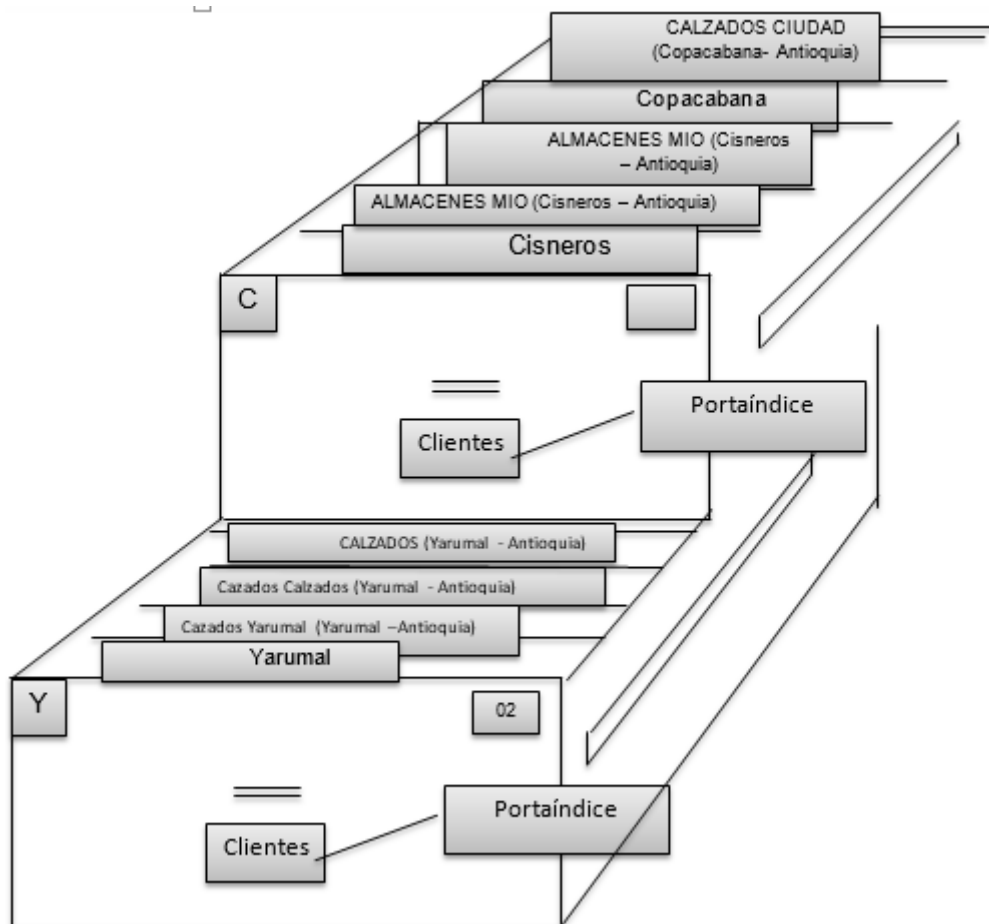 CALZADOS CIUDAD
(Copacabana- Antioquia)
Copacabana
ALMACENES MIO (Cisneros
– Antioquia)
ALMACENES MIO (Cisneros – Antioquia)
Cisneros
C
Portaíndice
Clientes
CALZADOS (Yarumal - Antioquia)
Cazados Calzados (Yarumal - Antioquia)
Cazados Yarumal (Yarumal –Antioquia)
Yarumal
Y
02
Portaíndice
Clientes